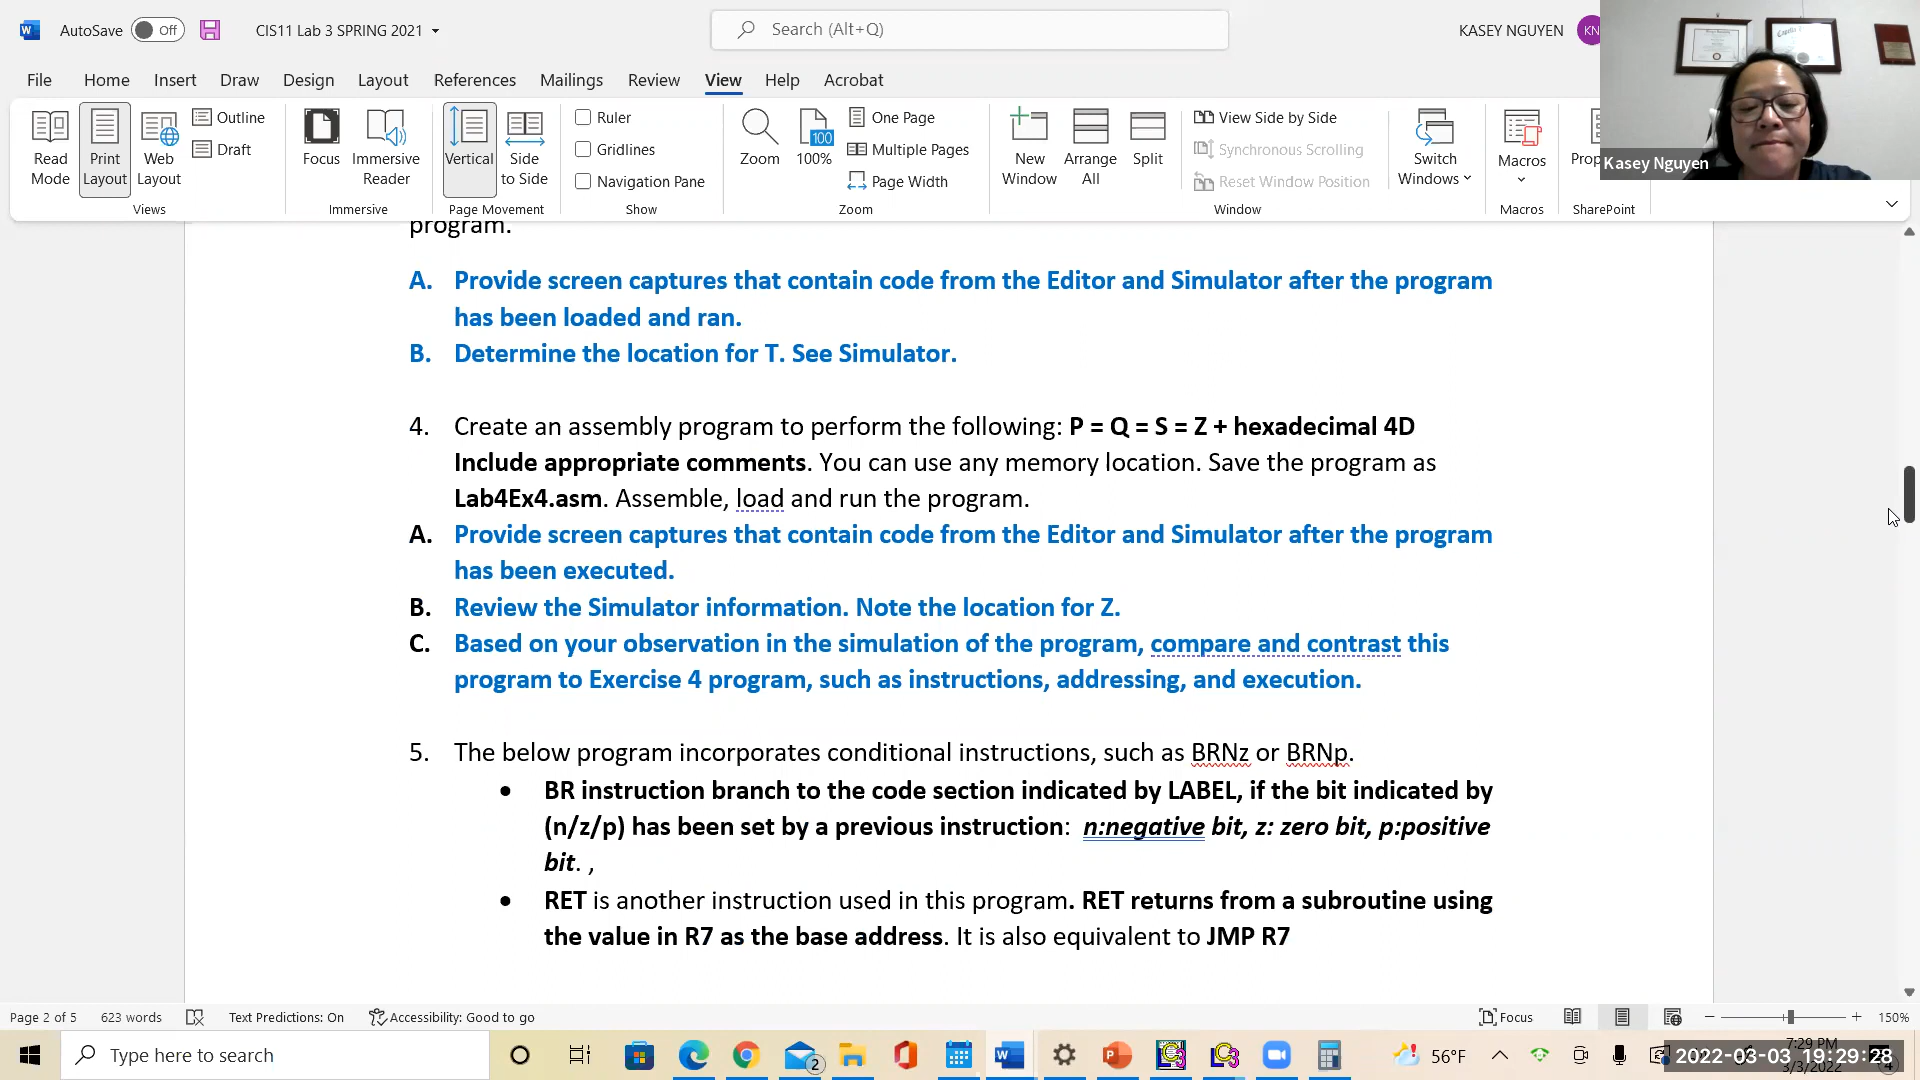 AutoSave Off CIS11 Lab 3 SPRING 2021 Search (Alt+Q) KASEY NGUYEN KN
File Home Insert Draw Design Layout References Mailings Review View Help Acrobat
Read Mode
Print Layout
Web Layout
Outline
Draft
Views
Focus
Immersive Reader
Immersive
Vertical
Side to Side
Page Movement
Ruler
Gridlines
Navigation Pane
Show
Zoom
100
100%
One Page
Multiple Pages
Page Width
Zoom
New Window
Arrange All
Split
View Side by Side
Synchronous Scrolling
Reset Window Position
Window
Switch Windows
Macros
Macros
SharePoint
Kasey Nguyen
program.
A. Provide screen captures that contain code from the Editor and Simulator after the program
has been loaded and ran.
B. Determine the location for T. See Simulator.
4. Create an assembly program to perform the following: P = Q = S = Z + hexadecimal 4D
Include appropriate comments. You can use any memory location. Save the program as
Lab4Ex4.asm. Assemble, load and run the program.
A. Provide screen captures that contain code from the Editor and Simulator after the program
has been executed.
B. Review the Simulator information. Note the location for Z.
C. Based on your observation in the simulation of the program, compare and contrast this
program to Exercise 4 program, such as instructions, addressing, and execution.
5. The below program incorporates conditional instructions, such as BRNz or BRNp.
• BR instruction branch to the code section indicated by LABEL, if the bit indicated by
(n/z/p) has been set by a previous instruction: n:negative bit, z: zero bit, p:positive
bit. ,
• RET is another instruction used in this program. RET returns from a subroutine using
the value in R7 as the base address. It is also equivalent to JMP R7
Page 2 of 5 623 words Text Predictions: On Accessibility: Good to go Focus 150%
Type here to search 2 56°F 7:29 PM
3/3/2022
2022-03-03 19:29:28